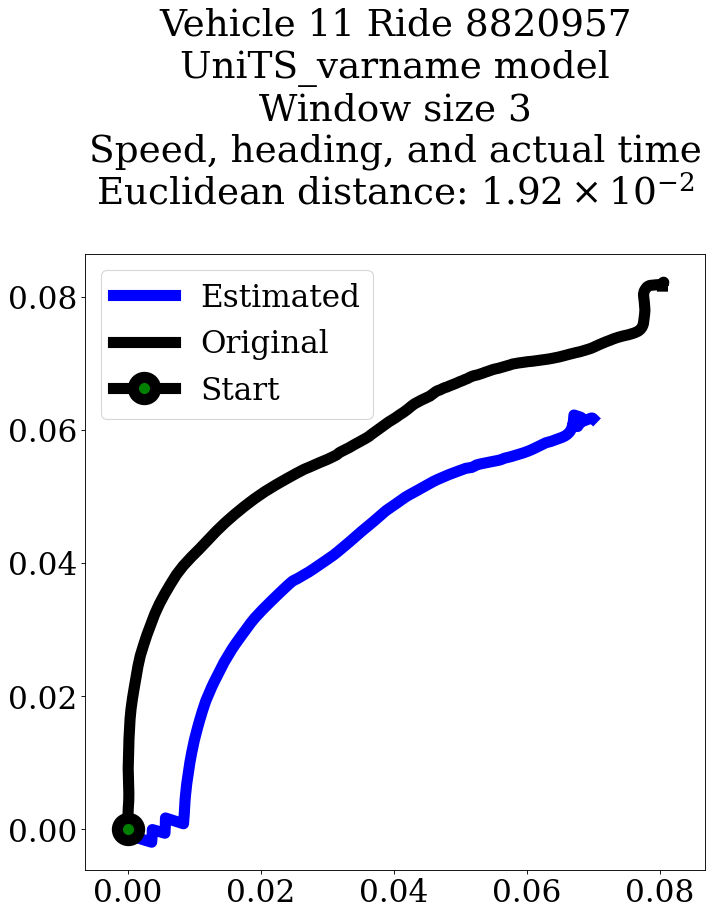 Vehicle 11 Ride 8820957
UniTS_varname model
Window size 3
Speed, heading, and actual time
Euclidean distance: 1.92 × 10⁻²
Estimated
Original
Start
0.08
0.06
0.04
0.02
0.00
0.00 0.02 0.04 0.06 0.08